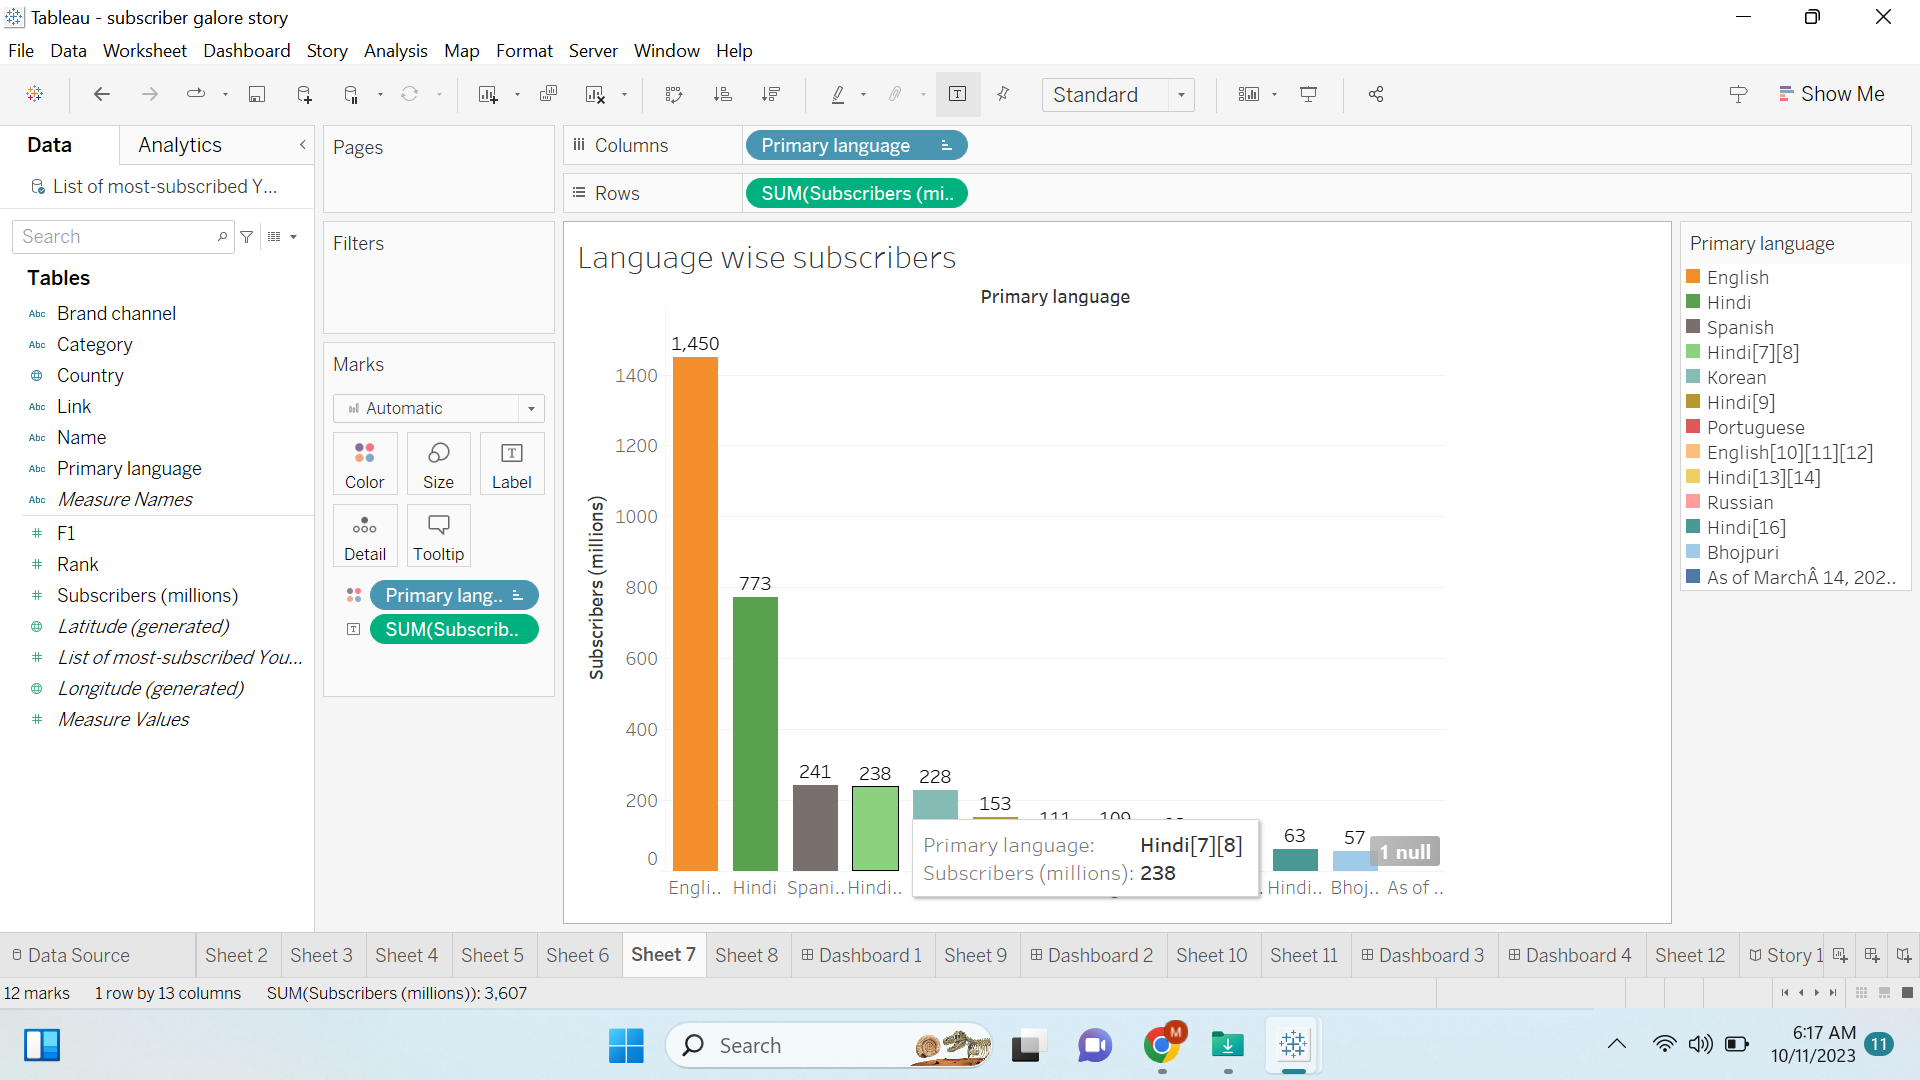 Tableau - subscriber galore story
File Data Worksheet Dashboard Story Analysis Map Format Server Window Help
Standard
Show Me
Data
Analytics
List of most-subscribed Y...
Search
Tables
Abc Brand channel
Abc Category
Country
Abc Link
Abc Name
Abc Primary language
Abc Measure Names
# F1
# Rank
# Subscribers (millions)
Latitude (generated)
# List of most-subscribed You...
Longitude (generated)
# Measure Values
Pages
Filters
Marks
Automatic
Color
Size
Label
Detail
Tooltip
Primary lang..
SUM(Subscrib..
Columns
Primary language
Rows
SUM(Subscribers (mi..
Language wise subscribers
Primary language
Subscribers (millions)
1400
1200
1000
800
600
400
200
0
1,450
773
241
238
228
153
111
109
63
57
1 null
Primary language: Hindi[7][8]
Subscribers (millions): 238
Engli..
Hindi
Spani..
Hindi..
Hindi..
Bhoj..
As of ..
Primary language
English
Hindi
Spanish
Hindi[7][8]
Korean
Hindi[9]
Portuguese
English[10][11][12]
Hindi[13][14]
Russian
Hindi[16]
Bhojpuri
As of MarchÂ 14, 202..
Data Source
Sheet 2
Sheet 3
Sheet 4
Sheet 5
Sheet 6
Sheet 7
Sheet 8
Dashboard 1
Sheet 9
Dashboard 2
Sheet 10
Sheet 11
Dashboard 3
Dashboard 4
Sheet 12
Story 1
12 marks
1 row by 13 columns
SUM(Subscribers (millions)): 3,607
Search
M
6:17 AM
10/11/2023
11